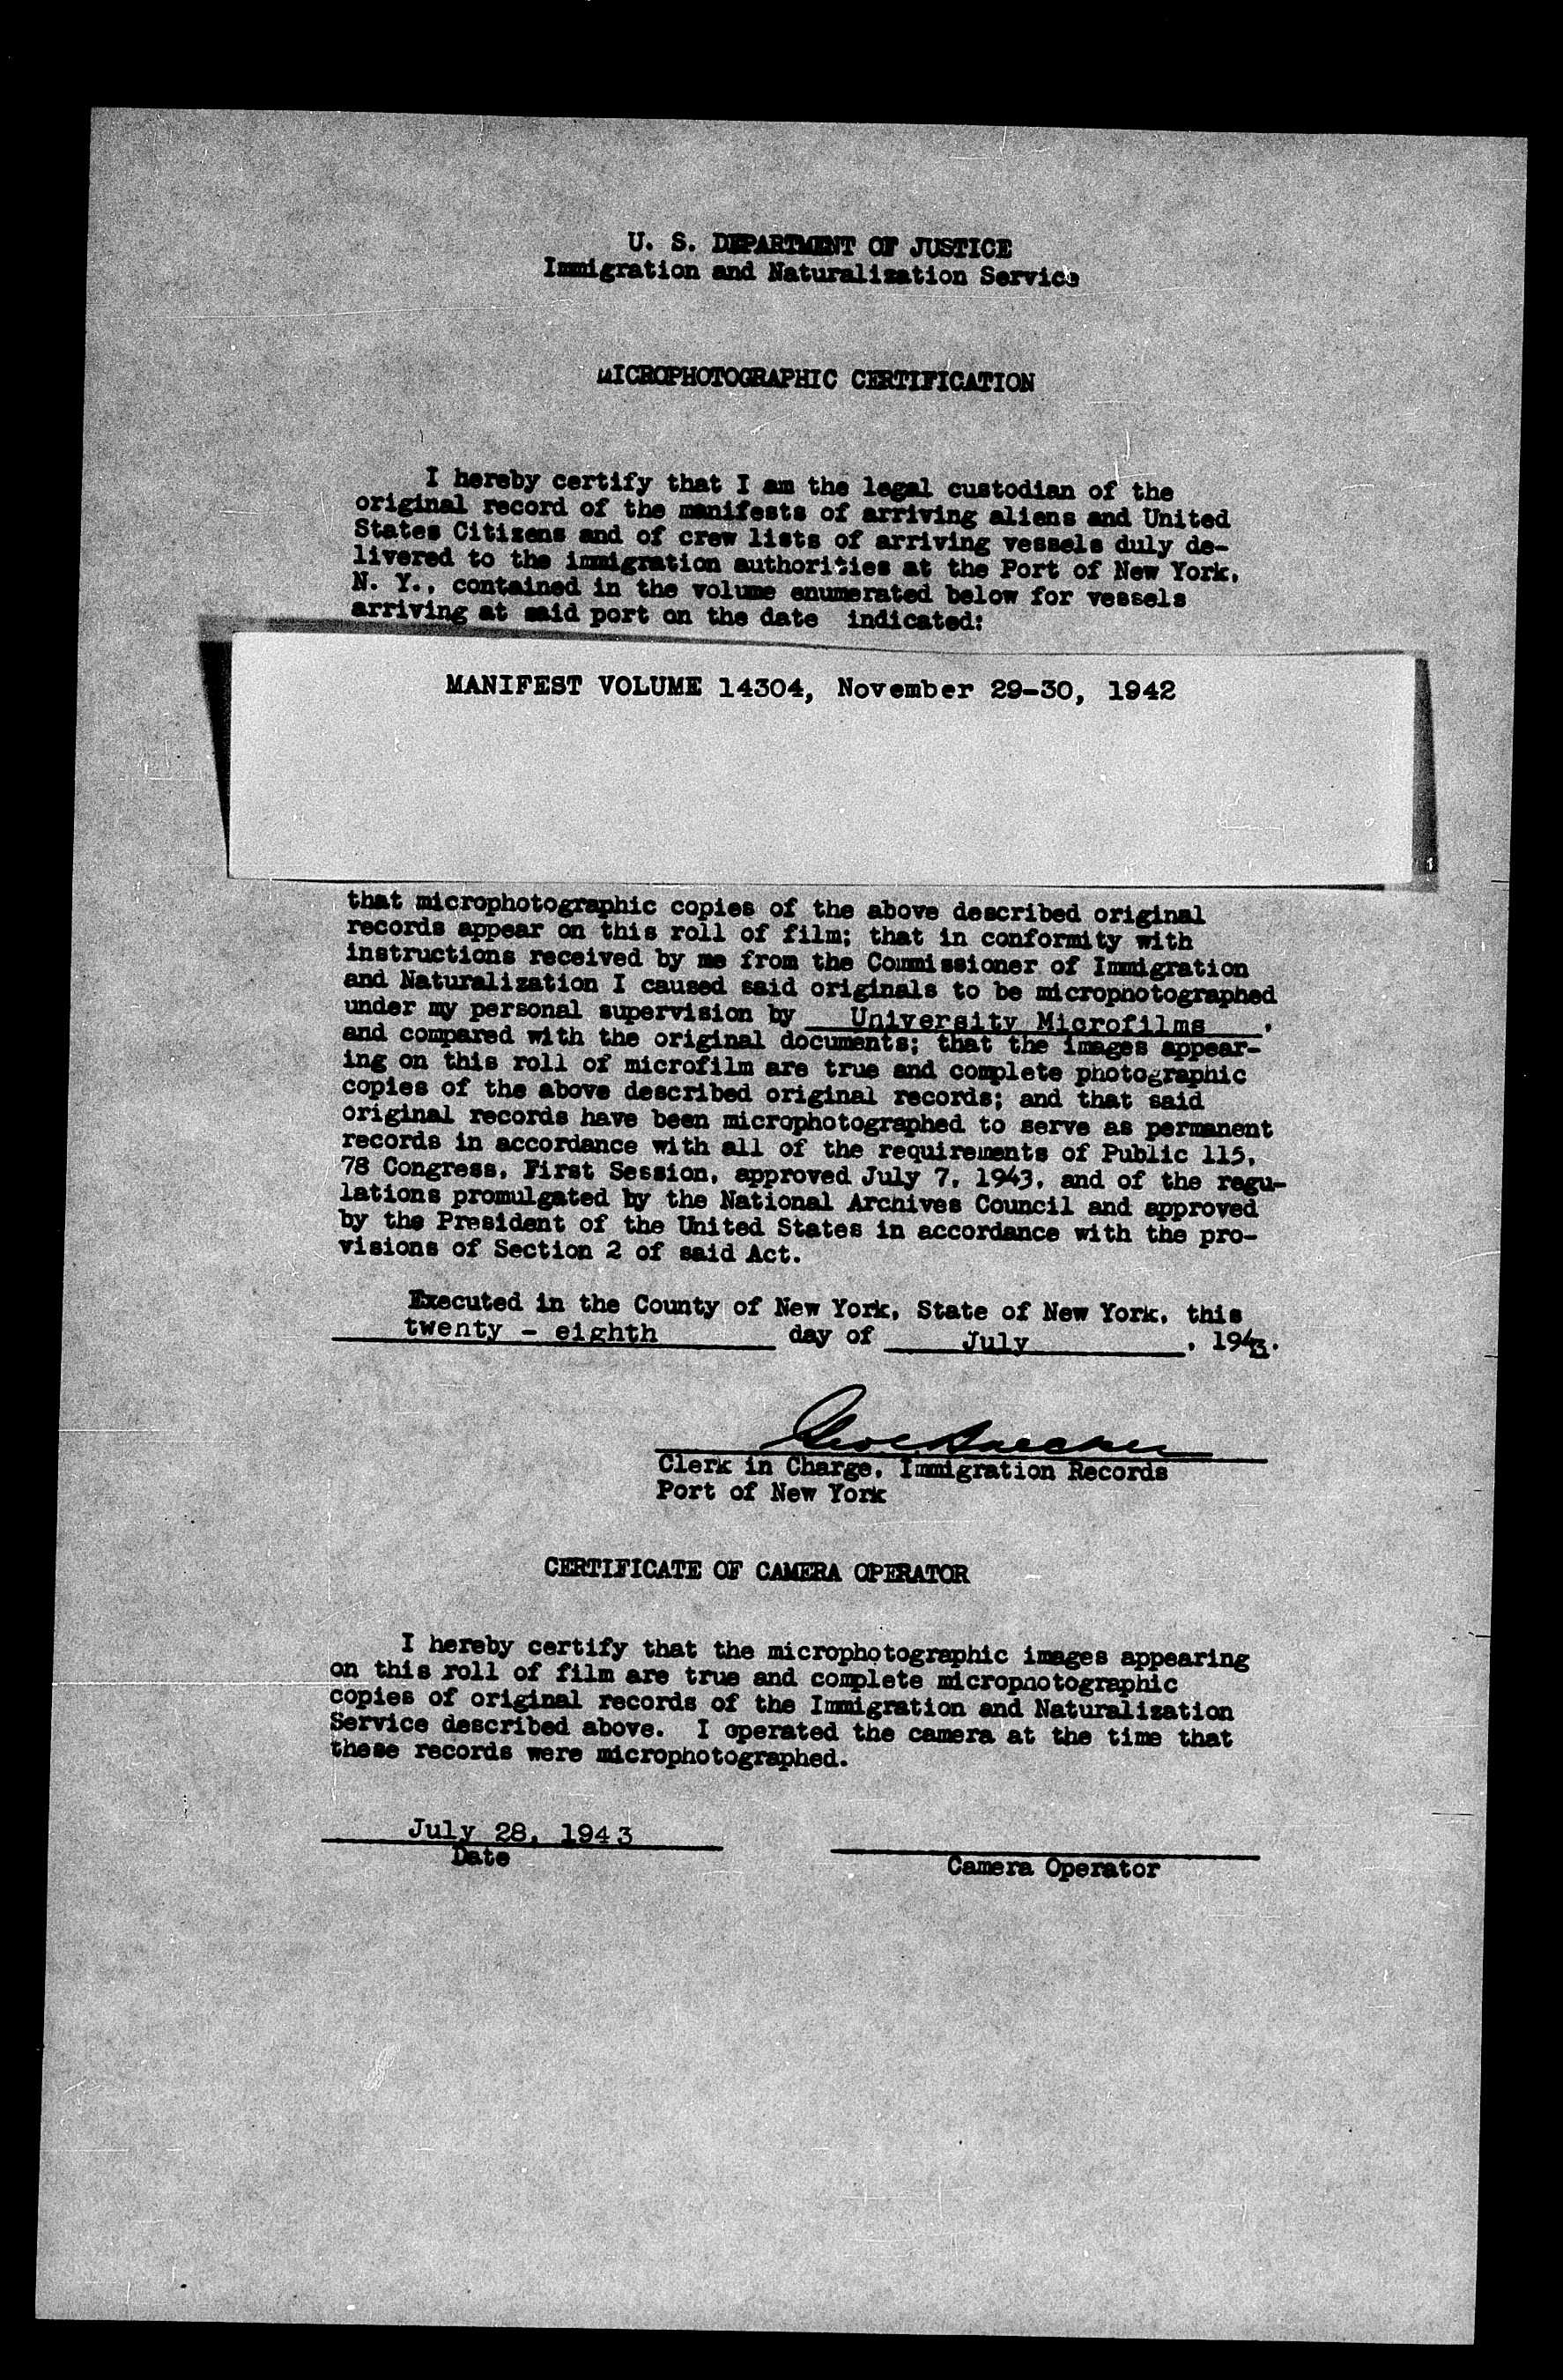 U. S. DEPARTMENT OF JUSTICE
Immigration and Naturalization Service
MICROPHOTOGRAPHIC CERTIFICATION
I hereby certify that I am the legal custodian of the
original record of the manifests of arriving aliens and United
States Citizens and of crew lists of arriving vessels duly de-
livered to the immigration authorities at the Port of New York,
N. Y., contained in the volume enumerated below for vessels
arriving at said port on the date indicated:
MANIFEST VOLUME 14304, November 29-30, 1942
that microphotographic copies of the above described original
records appear on this roll of film; that in conformity with
instructions received by me from the Commissioner of Immigration
and Naturalization I caused said originals to be microphotographed
under my personal supervision by University Microfilms ,
and compared with the original documents; that the images appear-
ing on this roll of microfilm are true and complete photographic
copies of the above described original records; and that said
original records have been microphotographed to serve as permanent
records in accordance with all of the requirements of Public 115,
78 Congress, First Session, approved July 7, 1943, and of the regu-
lations promulgated by the National Archives Council and approved
by the President of the United States in accordance with the pro-
visions of Section 2 of said Act.
Executed in the County of New York, State of New York, this
twenty - eighth day of July , 1943.
Clerk in Charge, Immigration Records
Port of New York
CERTIFICATE OF CAMERA OPERATOR
I hereby certify that the microphotographic images appearing
on this roll of film are true and complete microphotographic
copies of original records of the Immigration and Naturalization
Service described above. I operated the camera at the time that
these records were microphotographed.
July 28, 1943
Date
Camera Operator